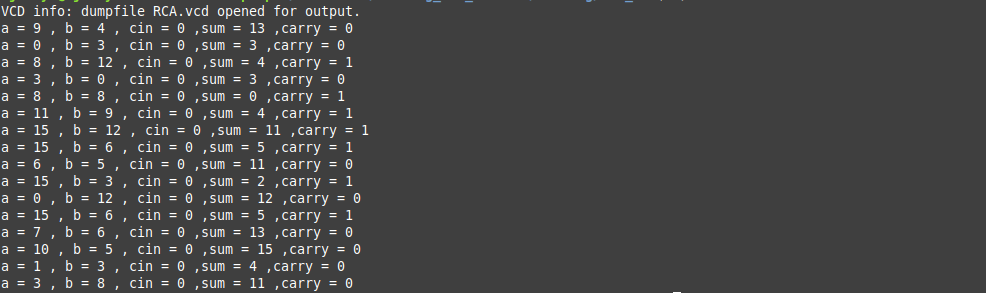 VCD info: dumpfile RCA.vcd opened for output.
a = 9 , b = 4 , cin = 0 ,sum = 13 ,carry = 0
a = 0 , b = 3 , cin = 0 ,sum = 3 ,carry = 0
a = 8 , b = 12 , cin = 0 ,sum = 4 ,carry = 1
a = 3 , b = 0 , cin = 0 ,sum = 3 ,carry = 0
a = 8 , b = 8 , cin = 0 ,sum = 0 ,carry = 1
a = 11 , b = 9 , cin = 0 ,sum = 4 ,carry = 1
a = 15 , b = 12 , cin = 0 ,sum = 11 ,carry = 1
a = 15 , b = 6 , cin = 0 ,sum = 5 ,carry = 1
a = 6 , b = 5 , cin = 0 ,sum = 11 ,carry = 0
a = 15 , b = 3 , cin = 0 ,sum = 2 ,carry = 1
a = 0 , b = 12 , cin = 0 ,sum = 12 ,carry = 0
a = 15 , b = 6 , cin = 0 ,sum = 5 ,carry = 1
a = 7 , b = 6 , cin = 0 ,sum = 13 ,carry = 0
a = 10 , b = 5 , cin = 0 ,sum = 15 ,carry = 0
a = 1 , b = 3 , cin = 0 ,sum = 4 ,carry = 0
a = 3 , b = 8 , cin = 0 ,sum = 11 ,carry = 0